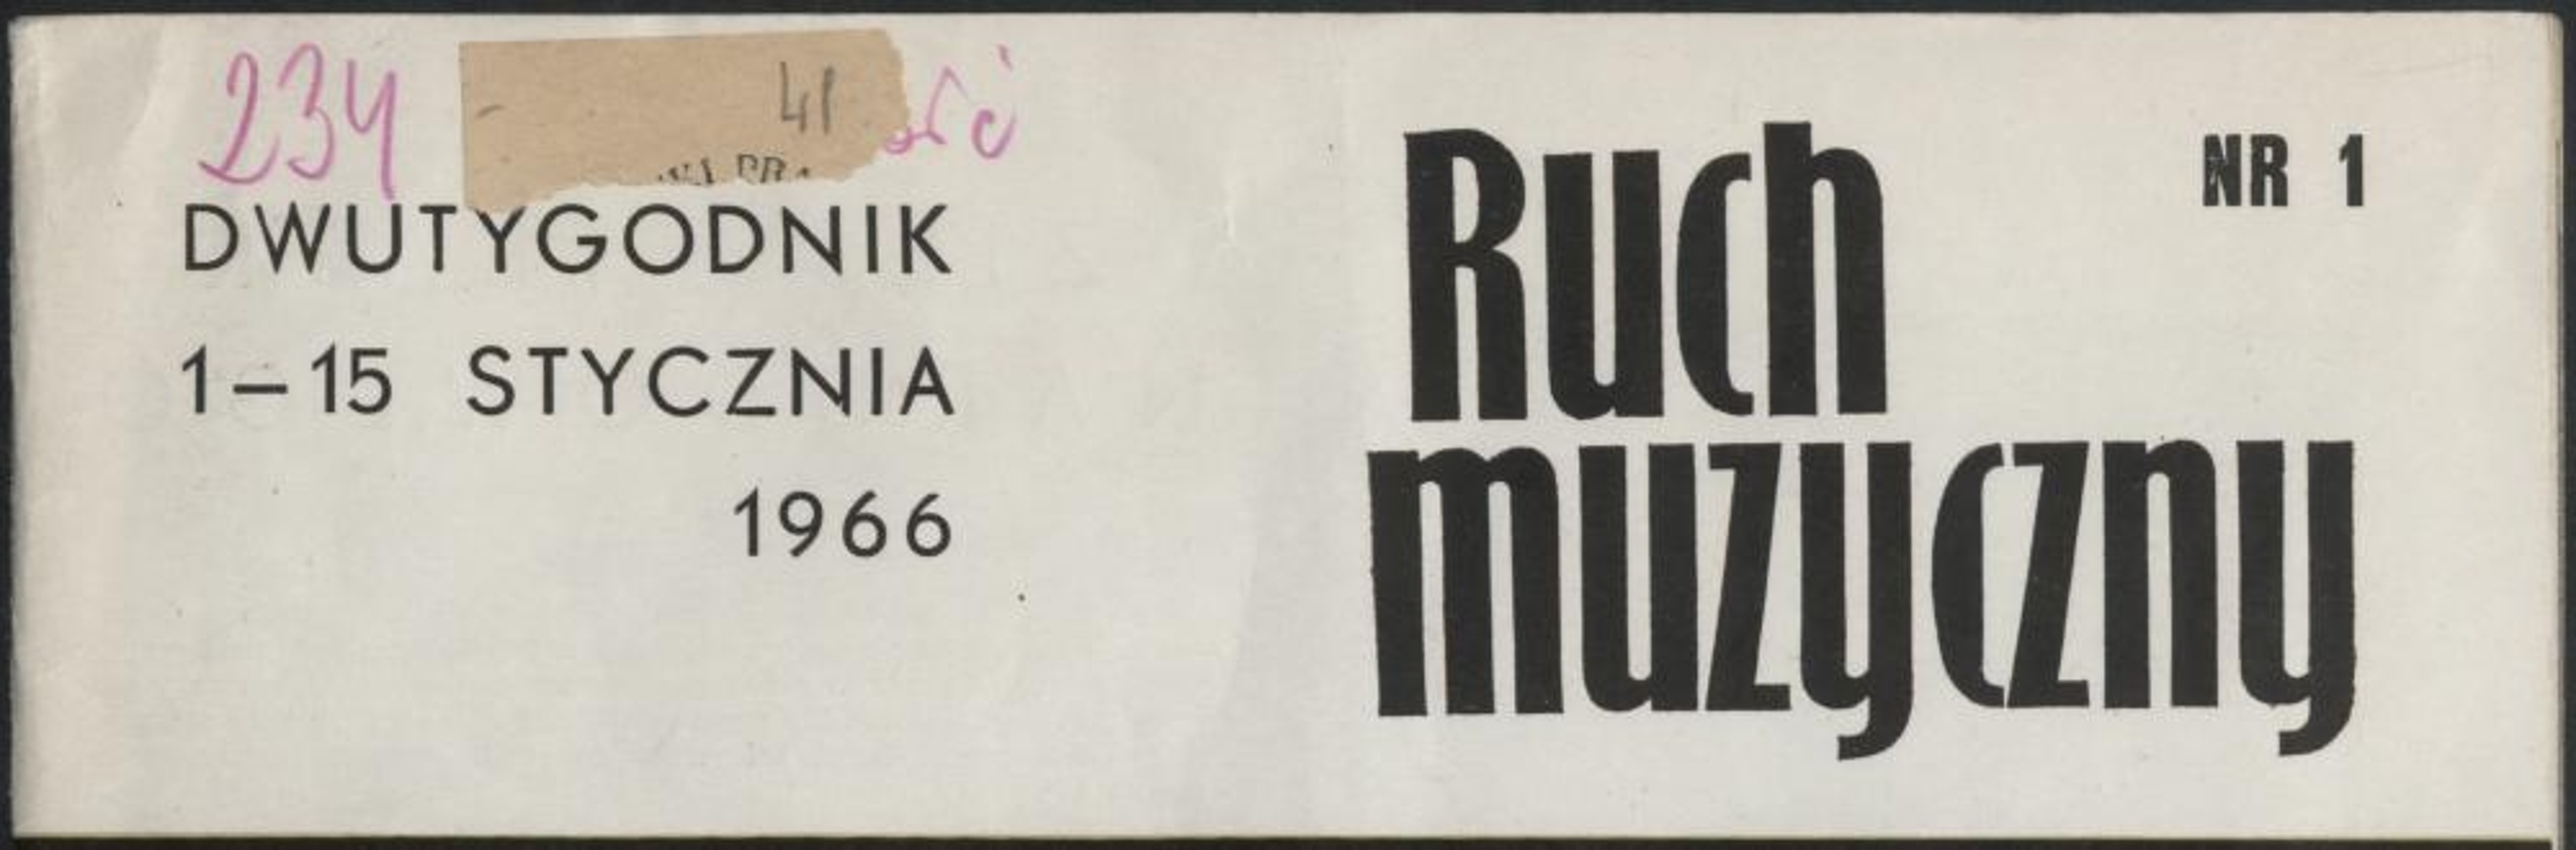 234
41
DWUTYGODNIK
1–15 STYCZNIA
1966
NR 1
Ruch
muzyczny